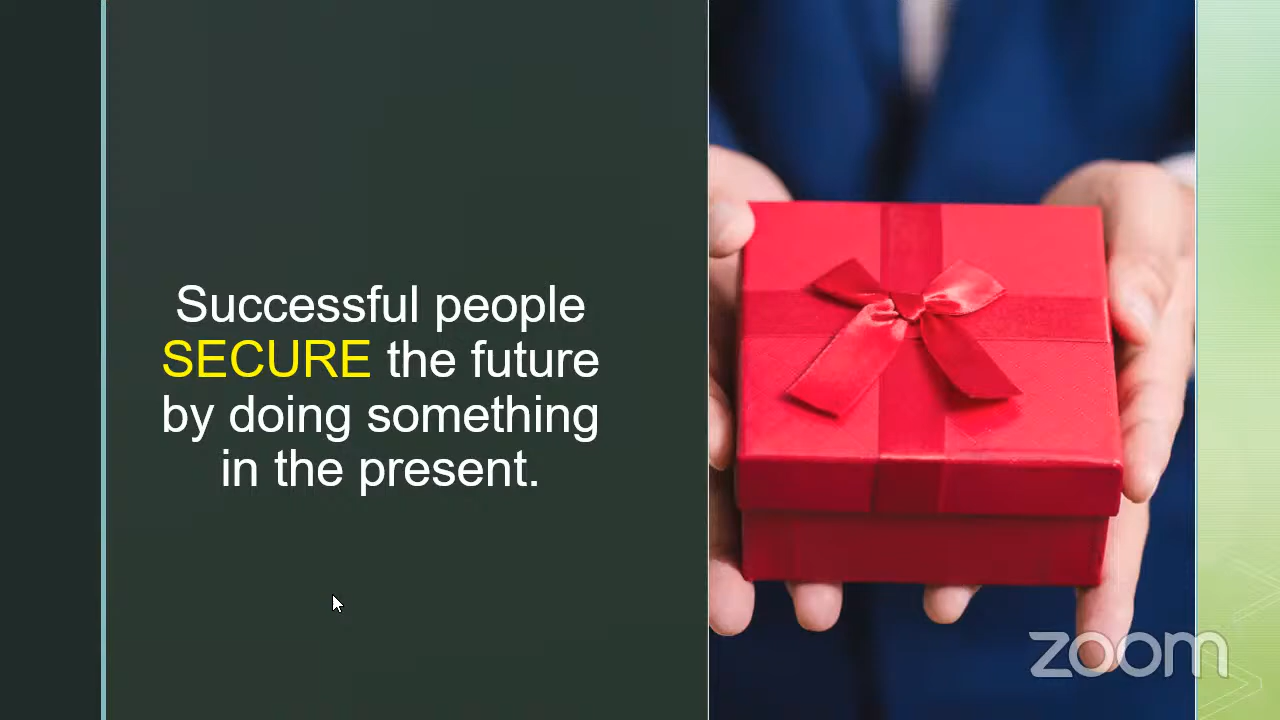 Successful people
SECURE the future
by doing something
in the present.
zoom